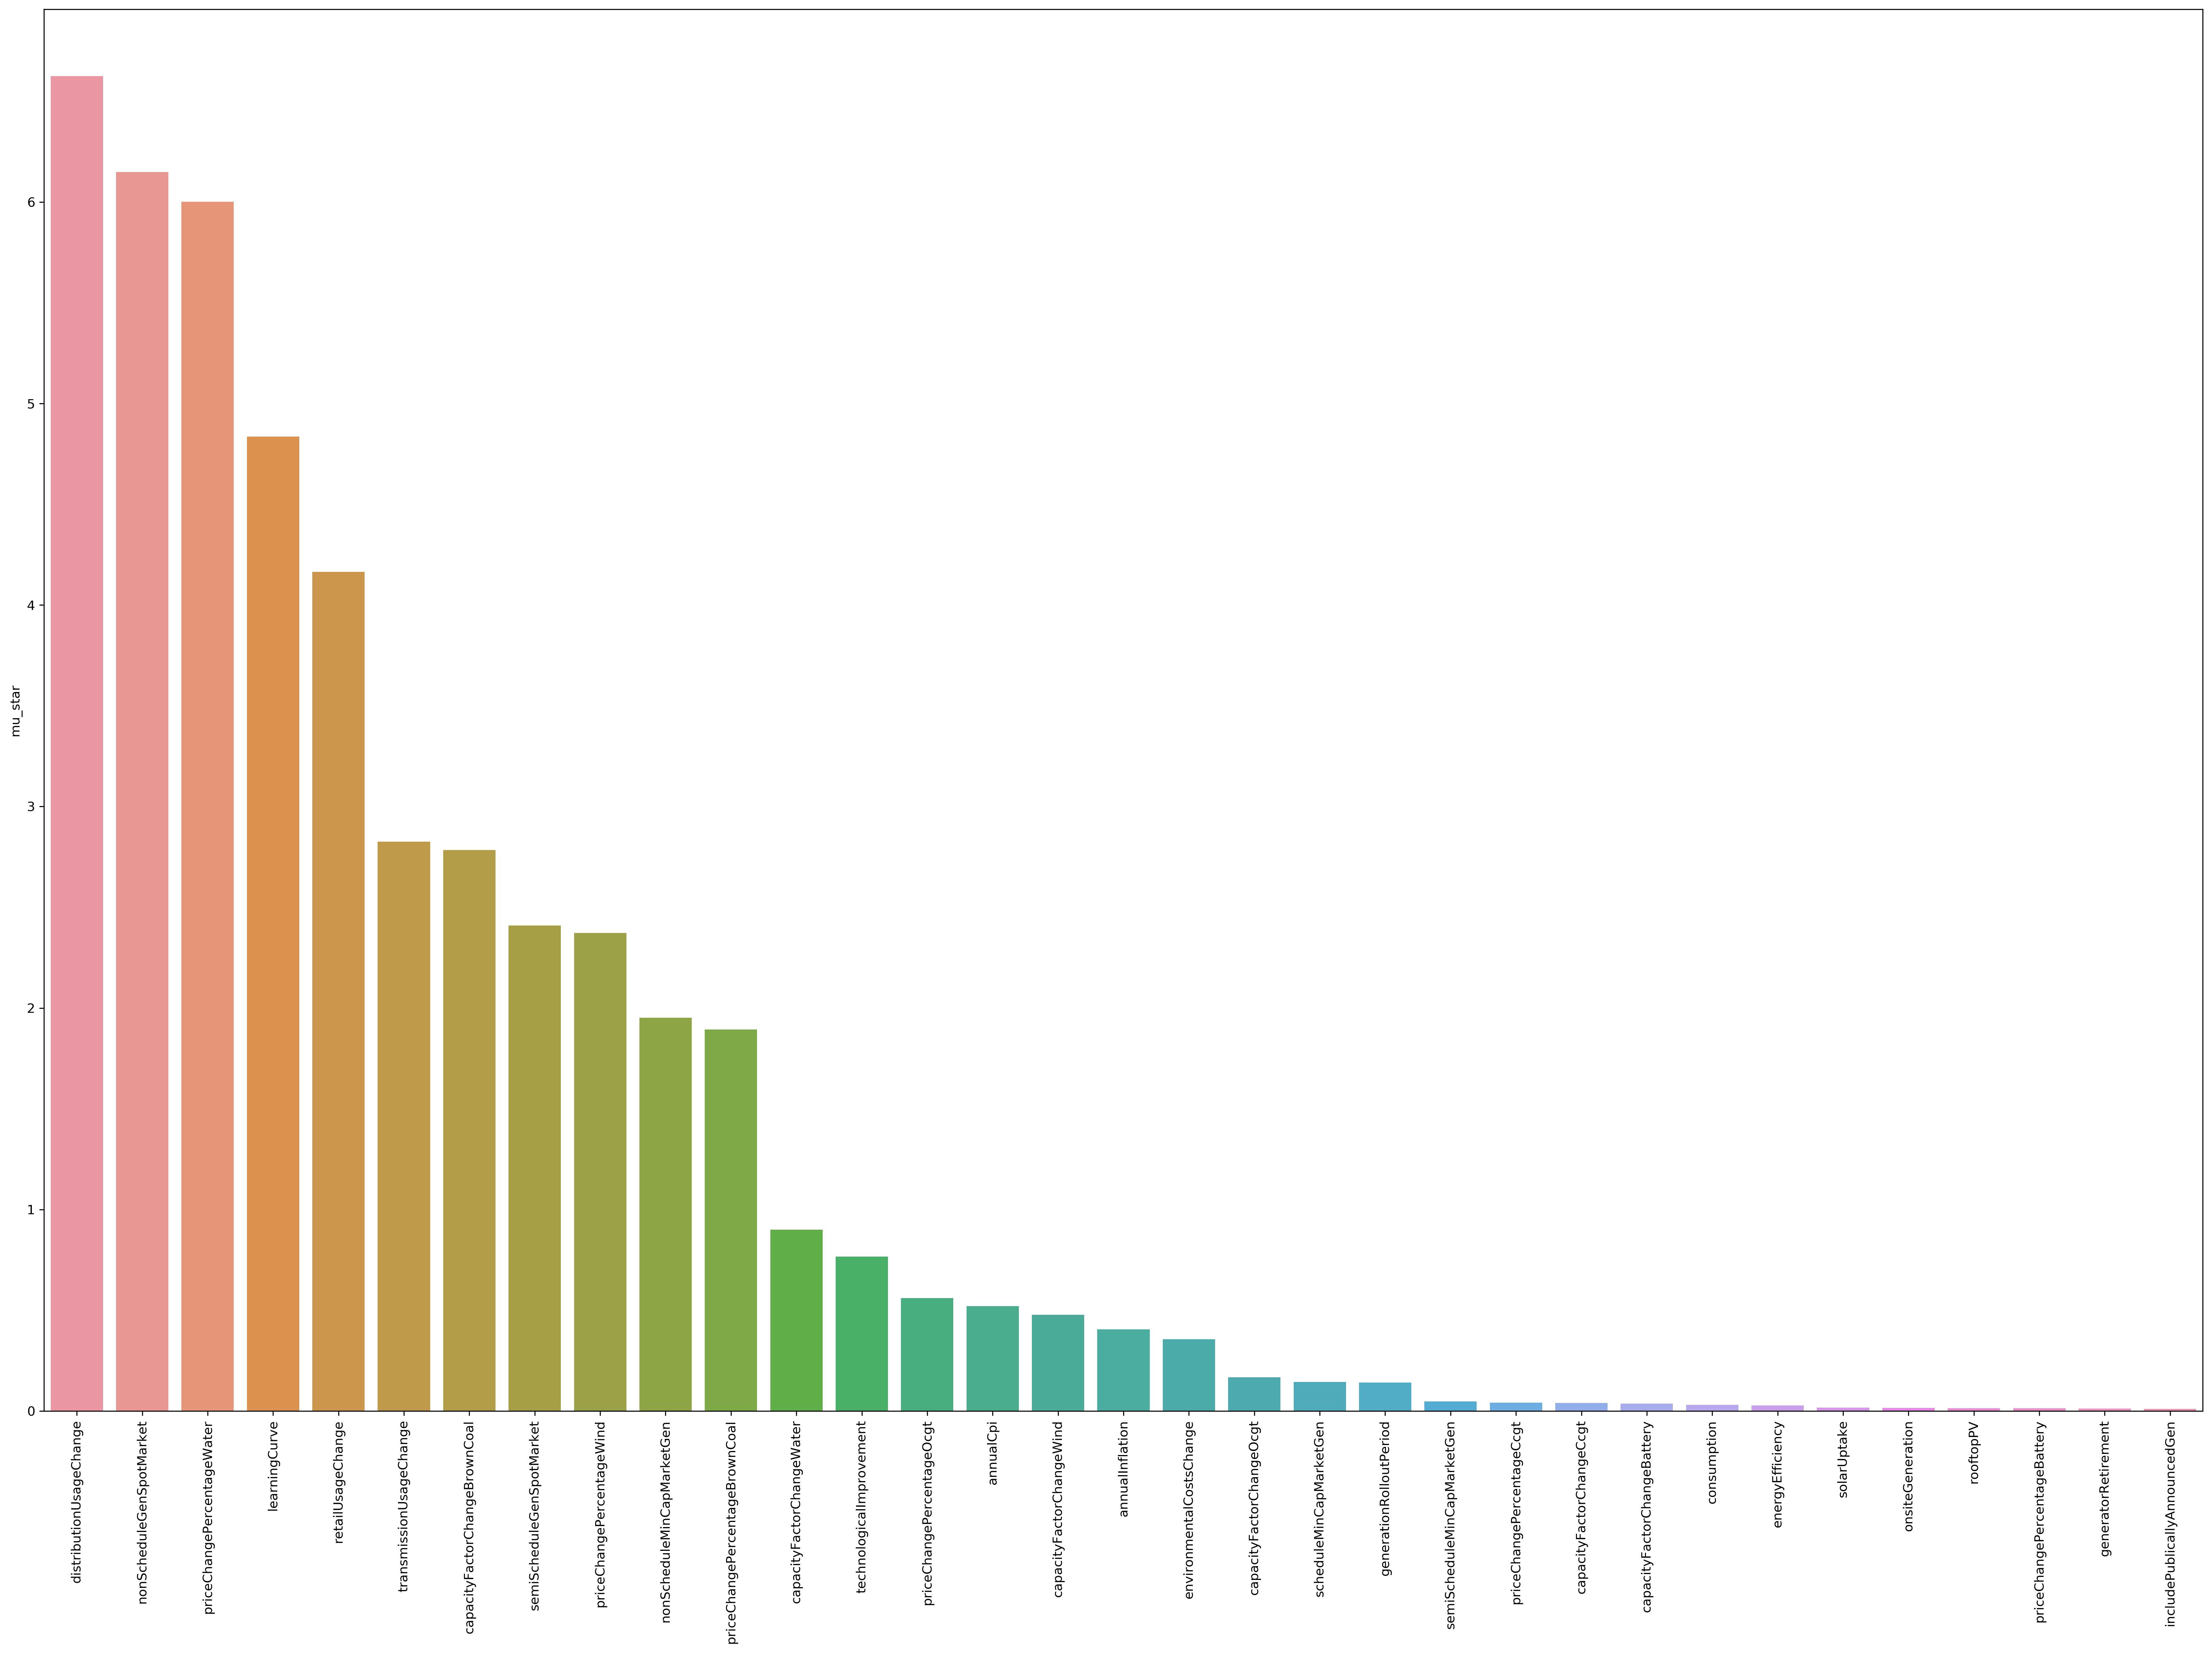 mu_star
6
5
4
3
2
1
0
distributionUsageChange
nonScheduleGenSpotMarket
priceChangePercentageWater
learningCurve
retailUsageChange
transmissionUsageChange
capacityFactorChangeBrownCoal
semiScheduleGenSpotMarket
priceChangePercentageWind
nonScheduleMinCapMarketGen
priceChangePercentageBrownCoal
capacityFactorChangeWater
technologicalImprovement
priceChangePercentageOcgt
annualCpi
capacityFactorChangeWind
annualInflation
environmentalCostsChange
capacityFactorChangeOcgt
scheduleMinCapMarketGen
generationRolloutPeriod
semiScheduleMinCapMarketGen
priceChangePercentageCcgt
capacityFactorChangeCcgt
capacityFactorChangeBattery
consumption
energyEfficiency
solarUptake
onsiteGeneration
rooftopPV
priceChangePercentageBattery
generatorRetirement
includePublicallyAnnouncedGen